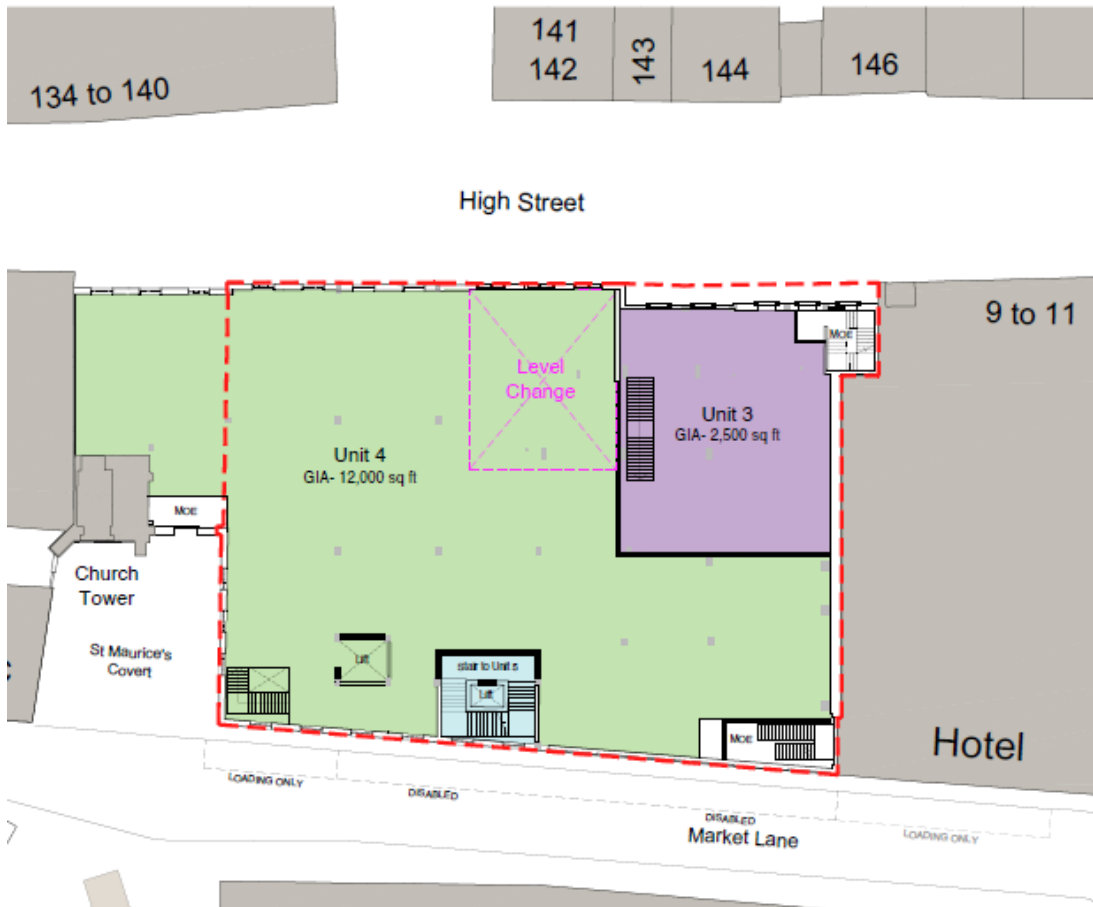 141
142
143
144
146
134 to 140
High Street
9 to 11
MOE
Level
Change
Unit 3
GIA- 2,500 sq ft
Unit 4
GIA- 12,000 sq ft
MOE
Church
Tower
St Maurice's
Covert
Lift
stair to Unit 5
Lift
MOE
Hotel
LOADING ONLY
DISABLED
DISABLED
Market Lane
LOADING ONLY